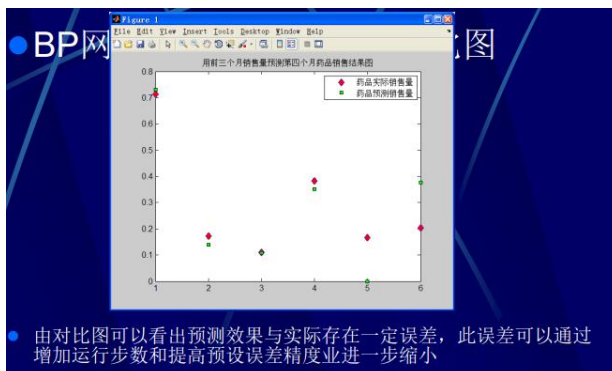 BP网
图
Figure 1
File Edit View Insert Tools Desktop Window Help
用前三个月销售量预测第四个月药品销售结果图
药品实际销售量
药品预测销售量
0.8
0.7
0.6
0.5
0.4
0.3
0.2
0.1
0
1 2 3 4 5 6
由对比图可以看出预测效果与实际存在一定误差，此误差可以通过
增加运行步数和提高预设误差精度业进一步缩小